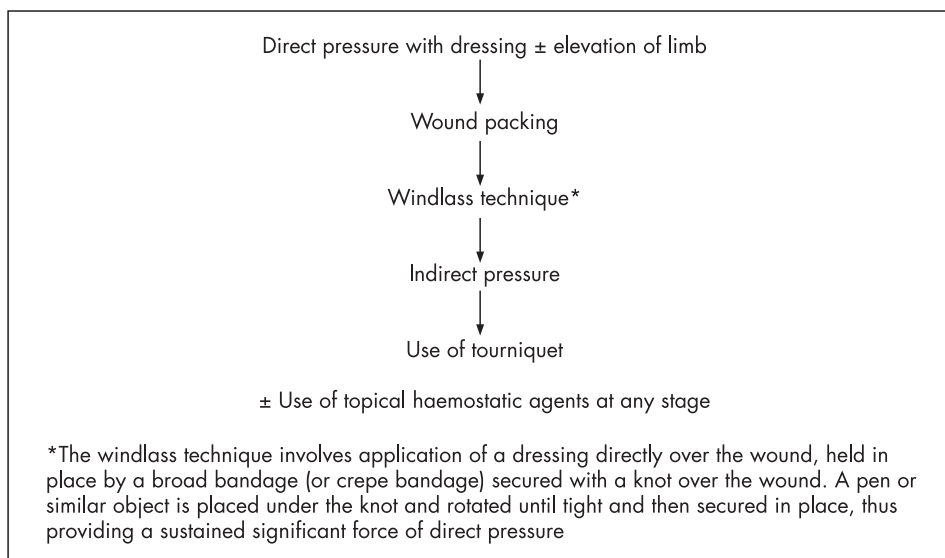 Direct pressure with dressing ± elevation of limb
Wound packing
Windlass technique*
Indirect pressure
Use of tourniquet
± Use of topical haemostatic agents at any stage
*The windlass technique involves application of a dressing directly over the wound, held in
place by a broad bandage (or crepe bandage) secured with a knot over the wound. A pen or
similar object is placed under the knot and rotated until tight and then secured in place, thus
providing a sustained significant force of direct pressure